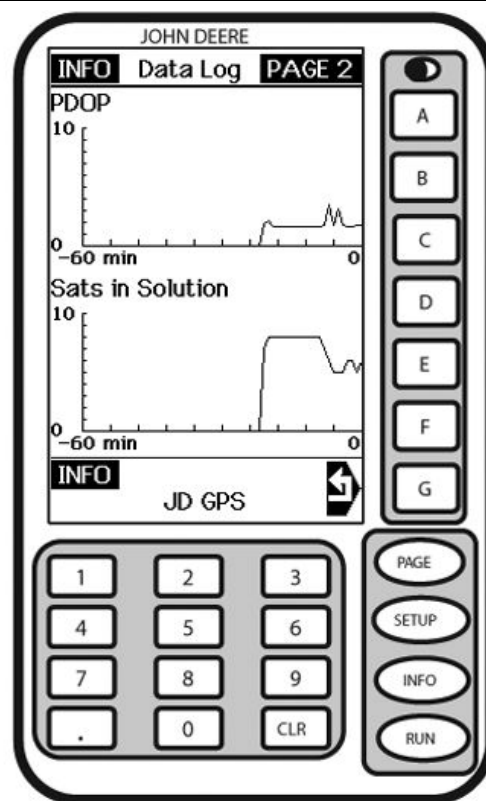 JOHN DEERE
INFO Data Log PAGE 2
PDOP
10
0
-60 min 0
Sats in Solution
10
0
-60 min 0
INFO
JD GPS
A
B
C
D
E
F
G
PAGE
SETUP
INFO
RUN
1 2 3
4 5 6
7 8 9
. 0 CLR